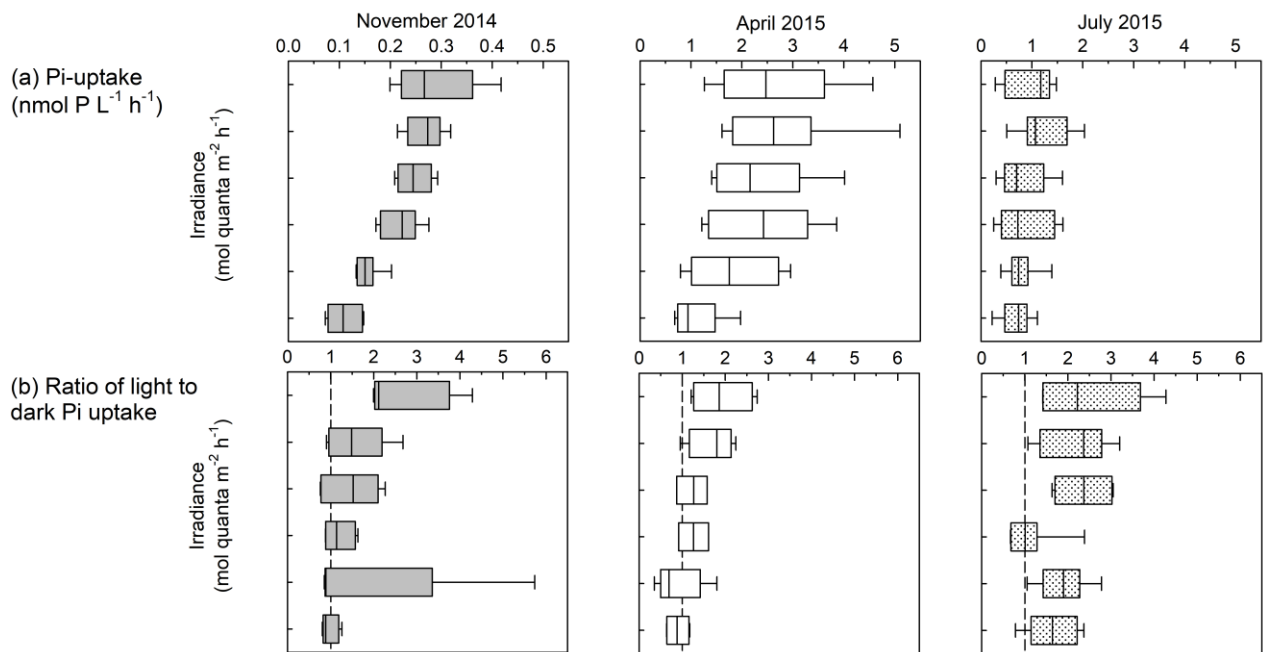 November 2014
April 2015
July 2015
0.0 0.1 0.2 0.3 0.4 0.5
0 1 2 3 4 5
0 1 2 3 4 5
(a) Pi-uptake
(nmol P L⁻¹ h⁻¹)
Irradiance
(mol quanta m⁻² h⁻¹)
0 1 2 3 4 5 6
0 1 2 3 4 5 6
0 1 2 3 4 5 6
(b) Ratio of light to
dark Pi uptake
Irradiance
(mol quanta m⁻² h⁻¹)